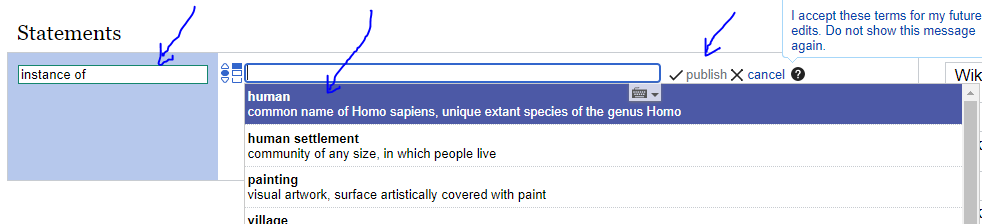 I accept these terms for my future
edits. Do not show this message
again.
Statements
instance of
publish cancel ?
Wik
human
common name of Homo sapiens, unique extant species of the genus Homo
human settlement
community of any size, in which people live
painting
visual artwork, surface artistically covered with paint
village